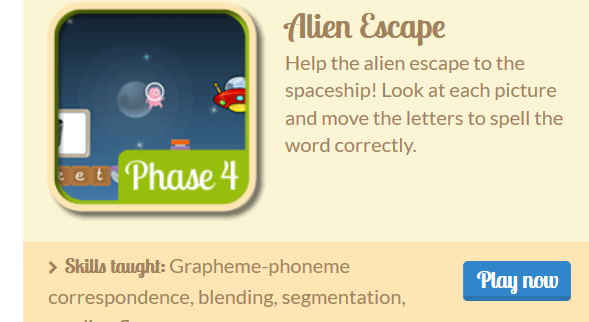 Alien Escape
Help the alien escape to the
spaceship! Look at each picture
and move the letters to spell the
word correctly.
e t
Phase 4
Skills taught: Grapheme-phoneme
correspondence, blending, segmentation,
Play now